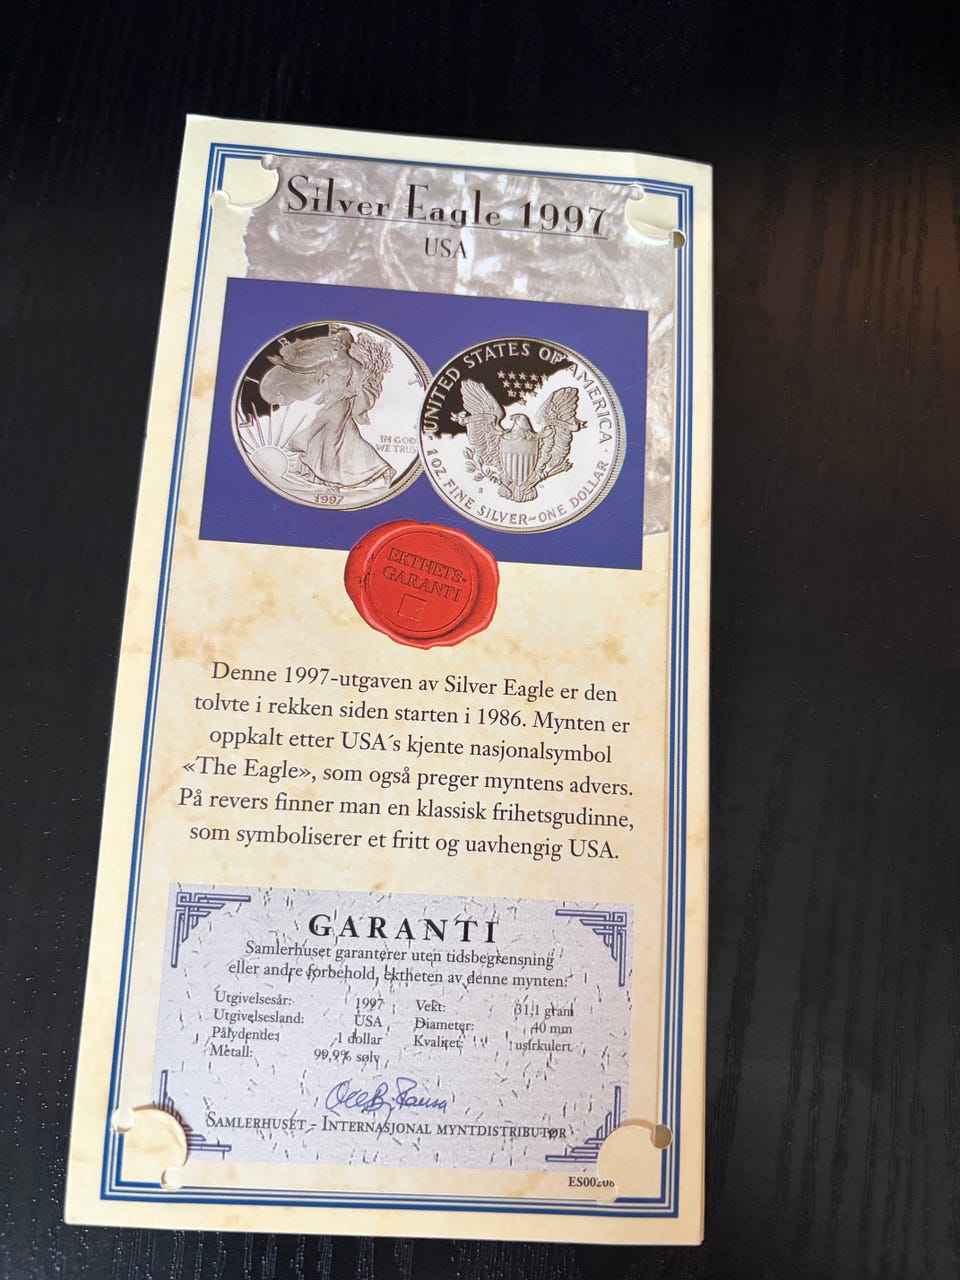 Silver Eagle 1997
USA
LIBERTY
IN GOD
WE TRUST
1997
UNITED STATES OF AMERICA
1 OZ. FINE SILVER~ONE DOLLAR
S
EKTHETS-
GARANTI
Denne 1997-utgaven av Silver Eagle er den
tolvte i rekken siden starten i 1986. Mynten er
oppkalt etter USA´s kjente nasjonalsymbol
«The Eagle», som også preger myntens advers.
På revers finner man en klassisk frihetsgudinne,
som symboliserer et fritt og uavhengig USA.
GARANTI
Samlerhuset garanterer uten tidsbegrensning
eller andre forbehold, ektheten av denne mynten:
Utgivelsesår: 1997 Vekt: 31,1 gram
Utgivelsesland: USA Diameter: 40 mm
Pålydende: 1 dollar Kvalitet: usirkulert
Metall: 99,9% sølv
SAMLERHUSET - INTERNASJONAL MYNTDISTRIBUTØR